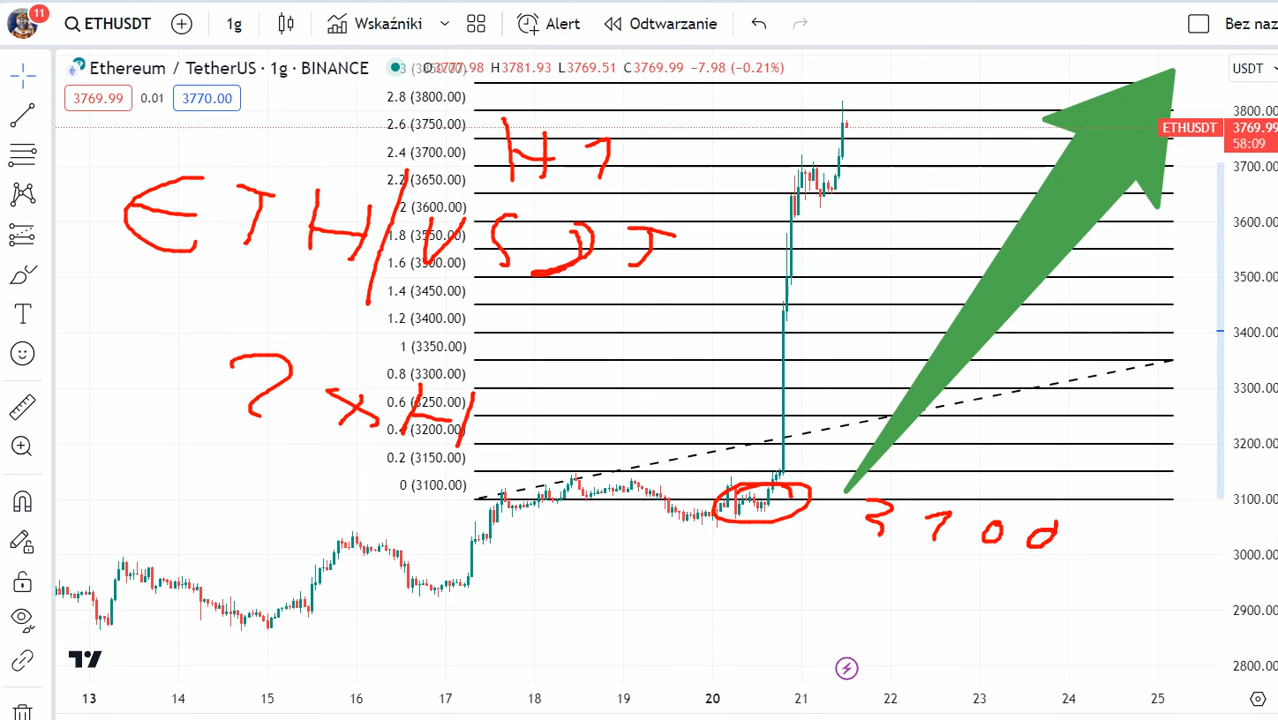 11
ETHUSDT
1g
Wskaźniki
Alert
Odtwarzanie
Bez naz
Ethereum / TetherUS · 1g · BINANCE
H3781.93 L3769.51 C3769.99 −7.98 (−0.21%)
USDT
3769.99 0.01 3770.00
2.8 (3800.00)
2.6 (3750.00)
2.4 (3700.00)
2.2 (3650.00)
2 (3600.00)
1.8 (3550.00)
1.6 (3500.00)
1.4 (3450.00)
1.2 (3400.00)
1 (3350.00)
0.8 (3300.00)
0.6 (3250.00)
0.4 (3200.00)
0.2 (3150.00)
0 (3100.00)
H1
ETH/USDT
3100
3800.00
ETHUSDT 3769.99
58:09
3700.00
3600.00
3500.00
3400.00
3300.00
3200.00
3100.00
3000.00
2900.00
2800.00
13 14 15 16 17 18 19 20 21 22 23 24 25